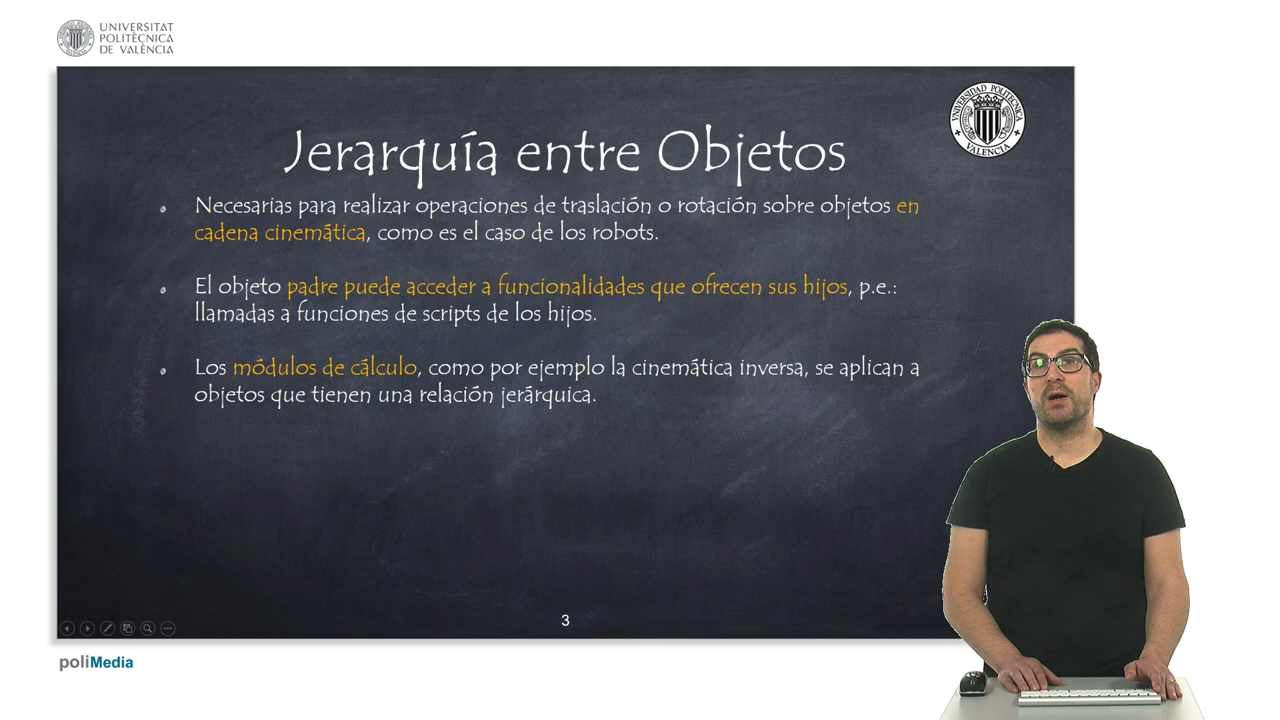 UNIVERSITAT
POLITÈCNICA
DE VALÈNCIA
UNIVERSIDAD POLITECNICA
VALENCIA
Jerarquía entre Objetos
Necesarias para realizar operaciones de traslación o rotación sobre objetos en
cadena cinemática, como es el caso de los robots.
El objeto padre puede acceder a funcionalidades que ofrecen sus hijos, p.e.:
llamadas a funciones de scripts de los hijos.
Los módulos de cálculo, como por ejemplo la cinemática inversa, se aplican a
objetos que tienen una relación jerárquica.
3
poliMedia